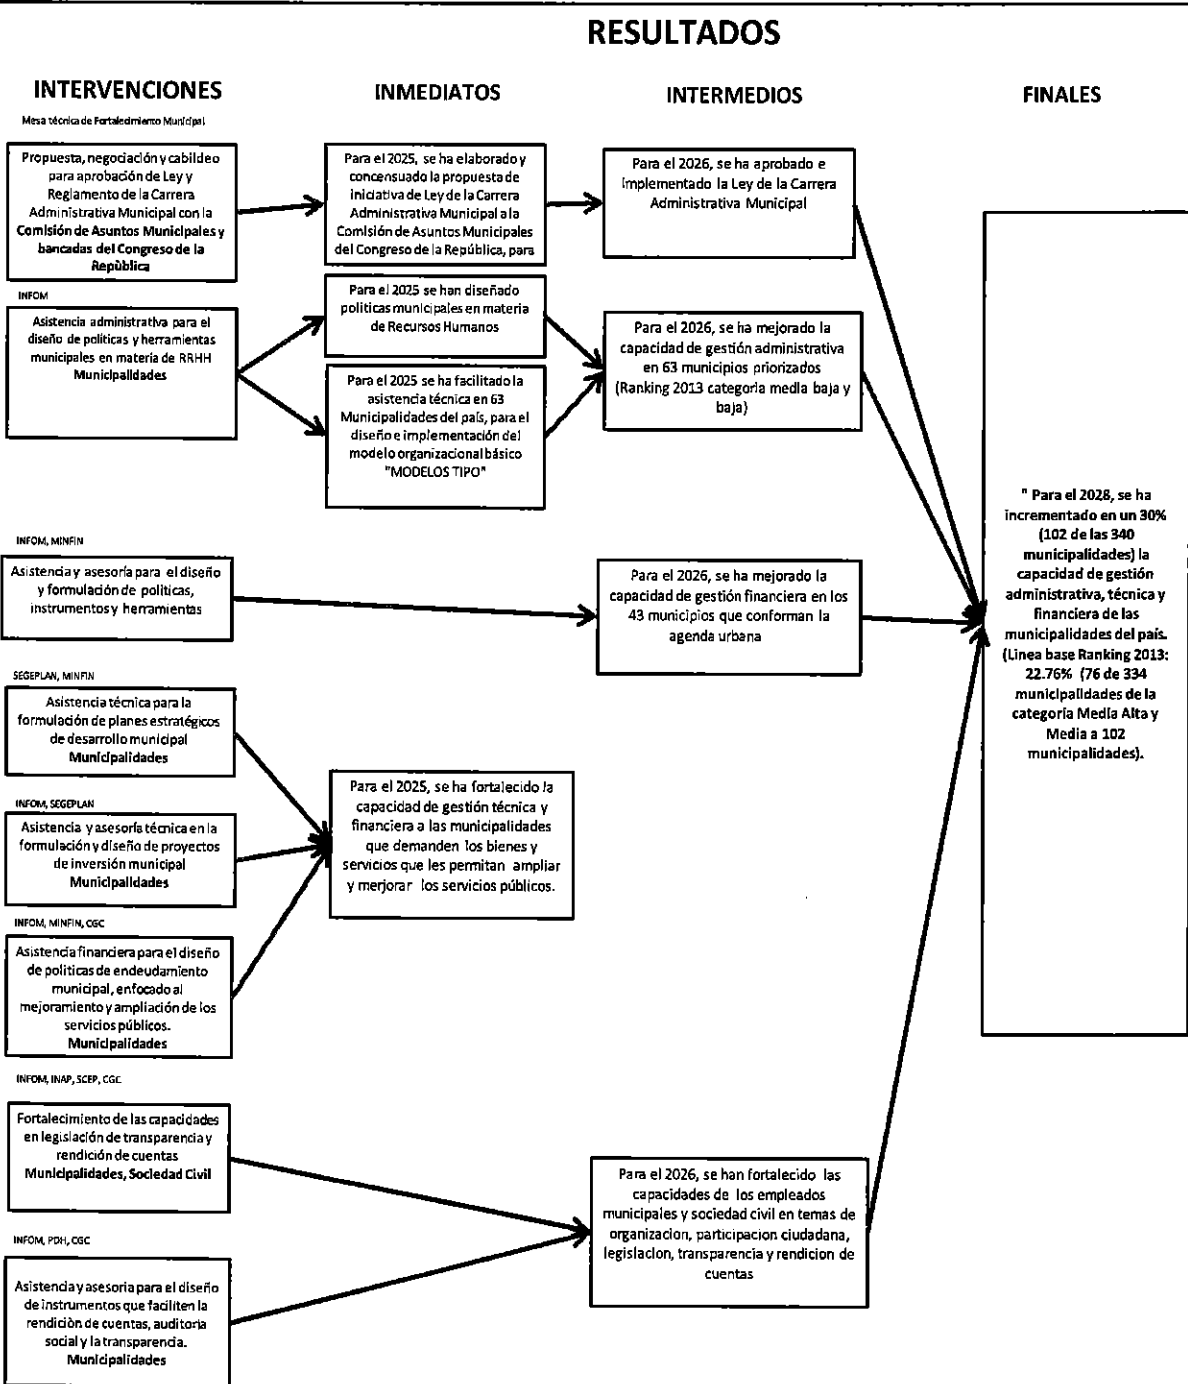 RESULTADOS
INTERVENCIONES
INMEDIATOS
INTERMEDIOS
FINALES
Mesa técnica de Fortalecimiento Municipal
Propuesta, negociación y cabildeo
para aprobación de Ley y
Reglamento de la Carrera
Administrativa Municipal con la
Comisión de Asuntos Municipales y
bancadas del Congreso de la
República
Para el 2025, se ha elaborado y
concensuado la propuesta de
iniciativa de Ley de la Carrera
Administrativa Municipal a la
Comisión de Asuntos Municipales
del Congreso de la República, para
Para el 2026, se ha aprobado e
implementado la Ley de la Carrera
Administrativa Municipal
INFOM
Asistencia administrativa para el
diseño de políticas y herramientas
municipales en materia de RRHH
Municipalidades
Para el 2025 se han diseñado
politicas municipales en materia
de Recursos Humanos
Para el 2025 se ha facilitado la
asistencia técnica en 63
Municipalidades del país, para el
diseño e implementación del
modelo organizacional básico
"MODELOS TIPO"
Para el 2026, se ha mejorado la
capacidad de gestión administrativa
en 63 municipios priorizados
(Ranking 2013 categoria media baja y
baja)
INFOM, MINFIN
Asistencia y asesoría para el diseño
y formulación de políticas,
instrumentos y herramientas
Para el 2026, se ha mejorado la
capacidad de gestión financiera en los
43 municipios que conforman la
agenda urbana
SEGEPLAN, MINFIN
Asistencia técnica para la
formulación de planes estratégicos
de desarrollo municipal
Municipalidades
INFOM, SEGEPLAN
Asistencia y asesoría técnica en la
formulación y diseño de proyectos
de inversión municipal
Municipalidades
INFOM, MINFIN, CGC
Asistencia financiera para el diseño
de politicas de endeudamiento
municipal, enfocado al
mejoramiento y ampliación de los
servicios públicos.
Municipalidades
Para el 2025, se ha fortalecido la
capacidad de gestión técnica y
financiera a las municipalidades
que demanden los bienes y
servicios que les permitan ampliar
y merjorar los servicios públicos.
INFOM, INAP, SCEP, CGC
Fortalecimiento de las capacidades
en legislación de transparencia y
rendición de cuentas
Municipalidades, Sociedad Civil
INFOM, PDH, CGC
Asistencia y asesoria para el diseño
de instrumentos que faciliten la
rendición de cuentas, auditoria
social y la transparencia.
Municipalidades
Para el 2026, se han fortalecido las
capacidades de los empleados
municipales y sociedad civil en temas de
organizacion, participacion ciudadana,
legislacion, transparencia y rendicion de
cuentas
" Para el 2028, se ha
incrementado en un 30%
(102 de las 340
municipalidades) la
capacidad de gestión
administrativa, técnica y
financiera de las
municipalidades del país.
(Linea base Ranking 2013:
22.76% (76 de 334
municipalidades de la
categoría Media Alta y
Media a 102
municipalidades).